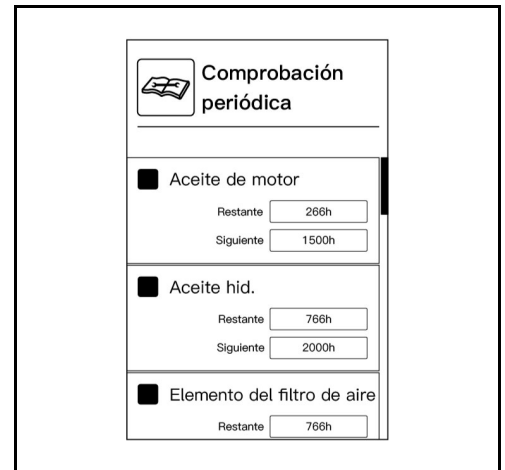 Comprobación
periódica
Aceite de motor
Restante 266h
Siguiente 1500h
Aceite hid.
Restante 766h
Siguiente 2000h
Elemento del filtro de aire
Restante 766h